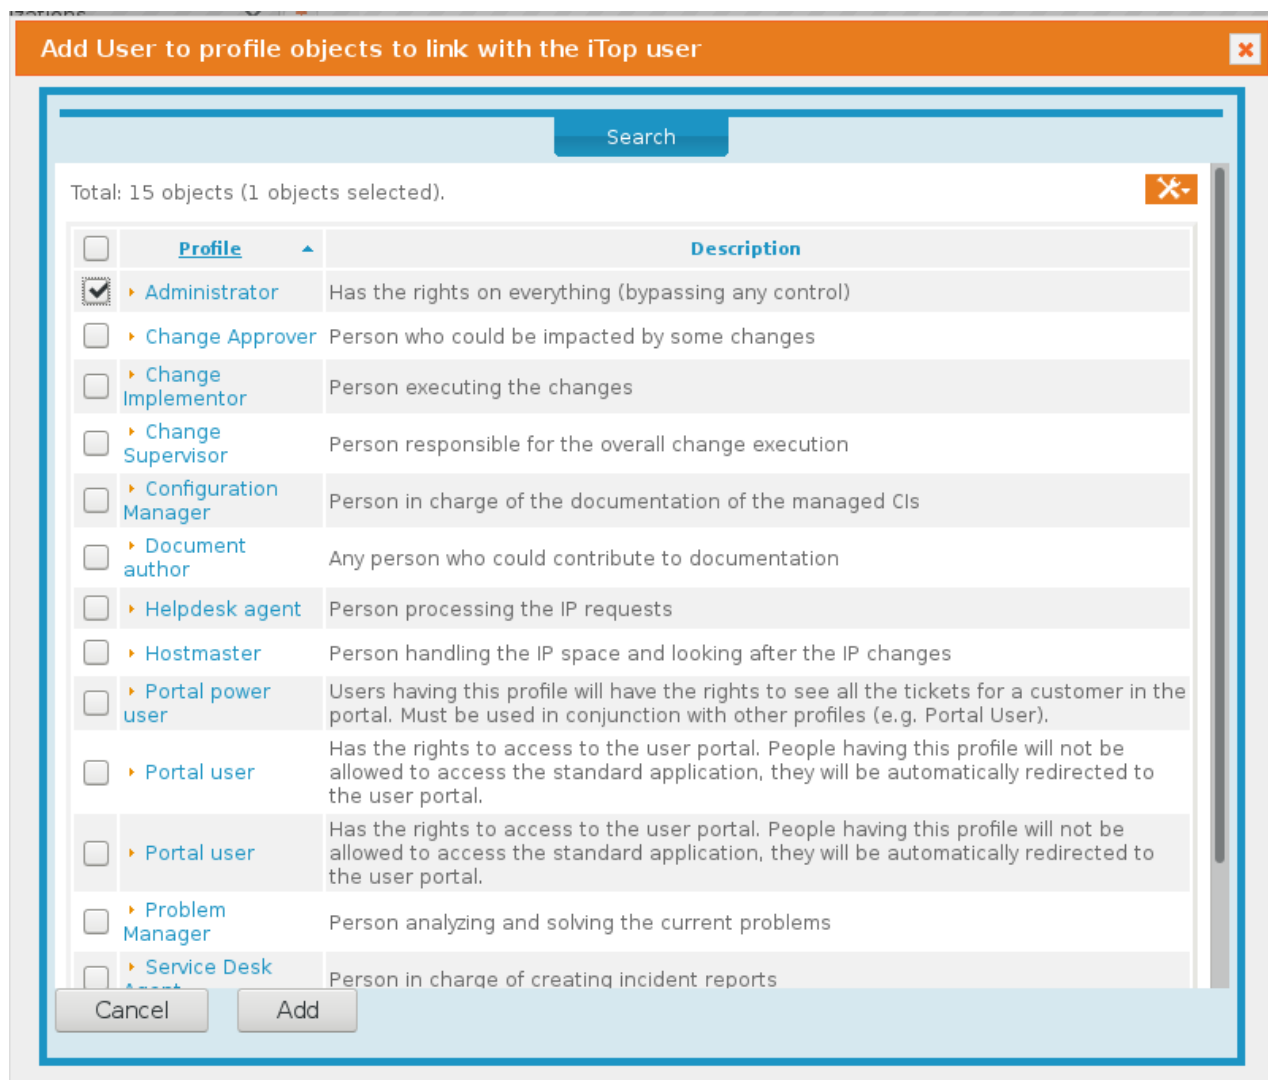 Add User to profile objects to link with the iTop user
Search
Total: 15 objects (1 objects selected).
Profile Description
Administrator Has the rights on everything (bypassing any control)
Change Approver Person who could be impacted by some changes
Change
Implementor
Person executing the changes
Change
Supervisor
Person responsible for the overall change execution
Configuration
Manager
Person in charge of the documentation of the managed CIs
Document
author
Any person who could contribute to documentation
Helpdesk agent Person processing the IP requests
Hostmaster Person handling the IP space and looking after the IP changes
Portal power
user
Users having this profile will have the rights to see all the tickets for a customer in the
portal. Must be used in conjunction with other profiles (e.g. Portal User).
Portal user
Has the rights to access to the user portal. People having this profile will not be
allowed to access the standard application, they will be automatically redirected to
the user portal.
Portal user
Has the rights to access to the user portal. People having this profile will not be
allowed to access the standard application, they will be automatically redirected to
the user portal.
Problem
Manager
Person analyzing and solving the current problems
Service Desk
Person in charge of creating incident reports
Cancel Add